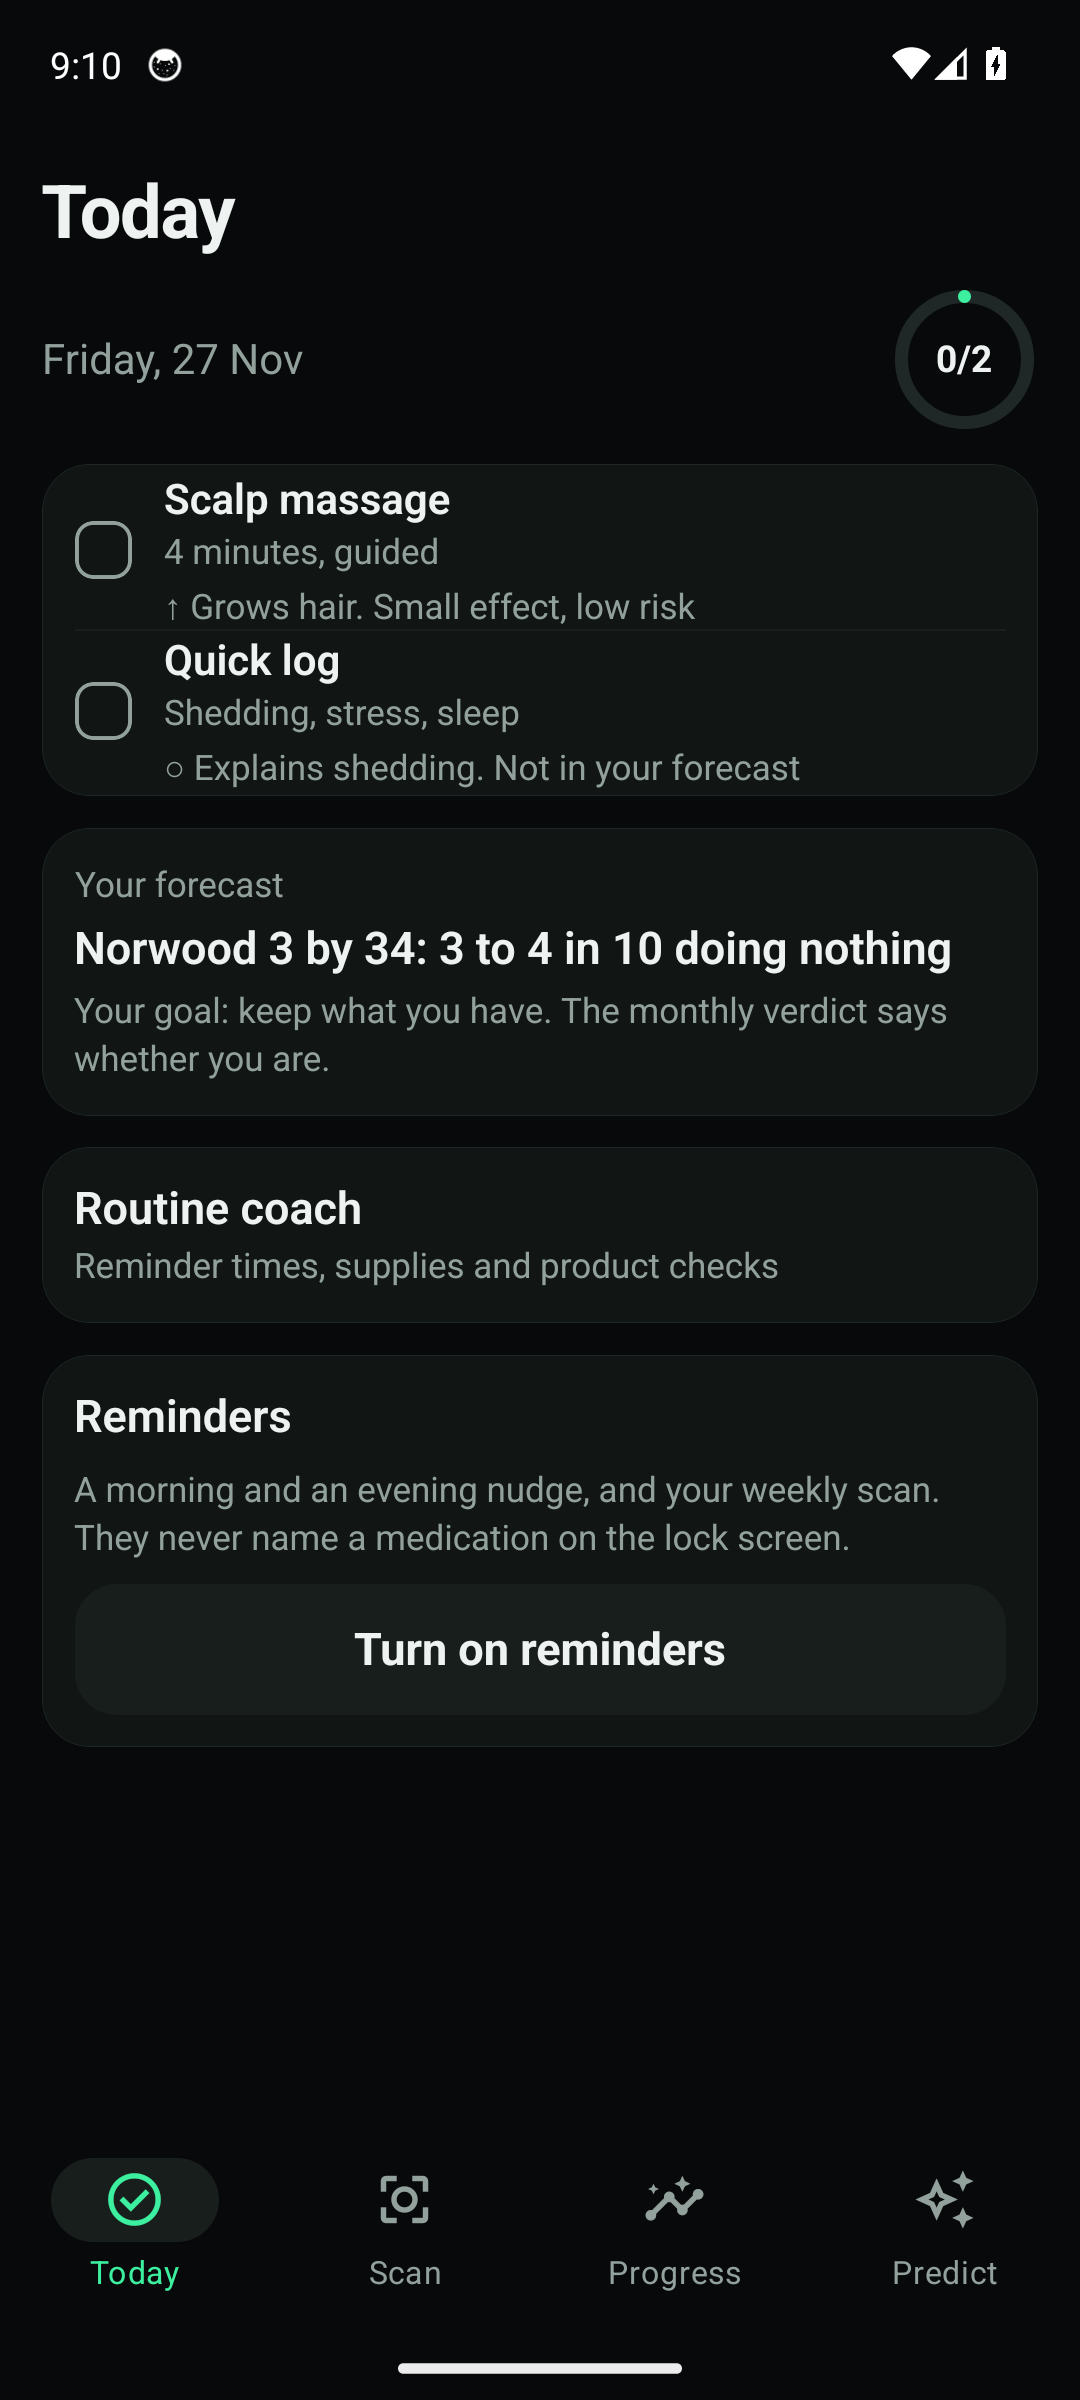 9:10
Today
Friday, 27 Nov
0/2
Scalp massage
4 minutes, guided
↑ Grows hair. Small effect, low risk
Quick log
Shedding, stress, sleep
○ Explains shedding. Not in your forecast
Your forecast
Norwood 3 by 34: 3 to 4 in 10 doing nothing
Your goal: keep what you have. The monthly verdict says
whether you are.
Routine coach
Reminder times, supplies and product checks
Reminders
A morning and an evening nudge, and your weekly scan.
They never name a medication on the lock screen.
Turn on reminders
Today
Scan
Progress
Predict